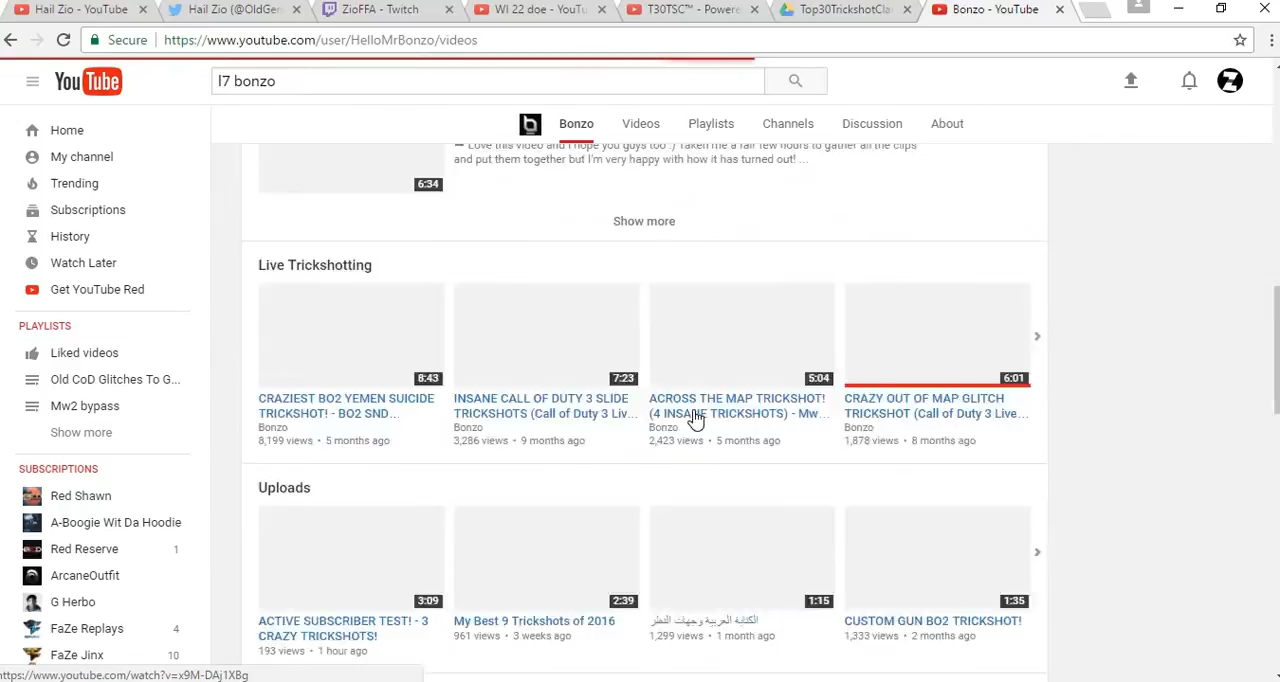 Hail Zio - YouTube
Hail Zio (@OldGer
ZioFFA - Twitch
WI 22 doe - YouTu
T30TSC™ - Powere
Top30TrickshotCla
Bonzo - YouTube
Secure https://www.youtube.com/user/HelloMrBonzo/videos
YouTube
l7 bonzo
Bonzo Videos Playlists Channels Discussion About
Home
My channel
Trending
Subscriptions
History
Watch Later
Get YouTube Red
PLAYLISTS
Liked videos
Old CoD Glitches To G...
Mw2 bypass
Show more
SUBSCRIPTIONS
Red Shawn
A-Boogie Wit Da Hoodie
Red Reserve 1
ArcaneOutfit
G Herbo
FaZe Replays 4
FaZe Jinx 10
Love this video and I hope you guys too :) Taken me a fair few hours to gather all the clips
and put them together but I'm very happy with how it has turned out! ...
6:34
Show more
Live Trickshotting
8:43
CRAZIEST BO2 YEMEN SUICIDE
TRICKSHOT! - BO2 SND...
Bonzo
8,199 views • 5 months ago
7:23
INSANE CALL OF DUTY 3 SLIDE
TRICKSHOTS (Call of Duty 3 Liv...
Bonzo
3,286 views • 9 months ago
5:04
ACROSS THE MAP TRICKSHOT!
(4 INSANE TRICKSHOTS) - Mw...
Bonzo
2,423 views • 5 months ago
6:01
CRAZY OUT OF MAP GLITCH
TRICKSHOT (Call of Duty 3 Live...
Bonzo
1,878 views • 8 months ago
Uploads
3:09
ACTIVE SUBSCRIBER TEST! - 3
CRAZY TRICKSHOTS!
193 views • 1 hour ago
2:39
My Best 9 Trickshots of 2016
961 views • 3 weeks ago
1:15
الكتابة العربية وجهات النظر
1,299 views • 1 month ago
1:35
CUSTOM GUN BO2 TRICKSHOT!
1,333 views • 2 months ago
https://www.youtube.com/watch?v=x9M-DAj1XBg